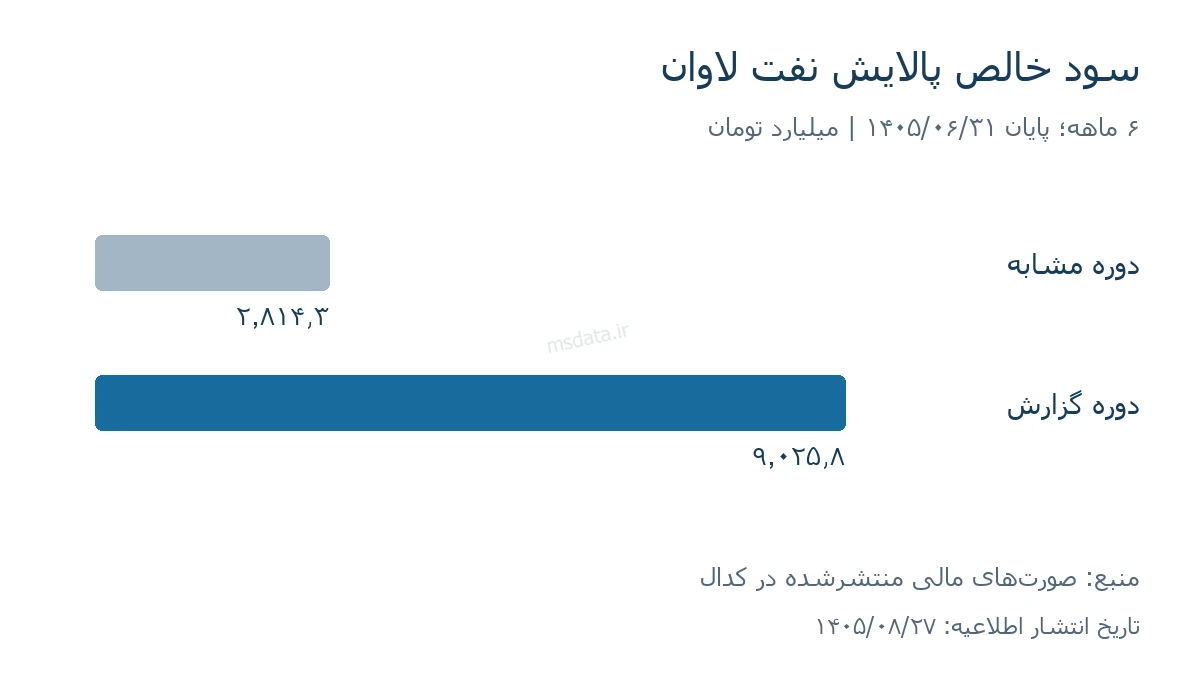 سود خالص پالایش نفت لاوان
۶ ماهه؛ پایان ۱۴۰۵/۰۶/۳۱ | میلیارد تومان
دوره مشابه
۲,۸۱۴,۳
msdata.ir
دوره گزارش
۹,۰۲۵,۸
منبع: صورت‌های مالی منتشرشده در کدال
تاریخ انتشار اطلاعیه: ۱۴۰۵/۰۸/۲۷